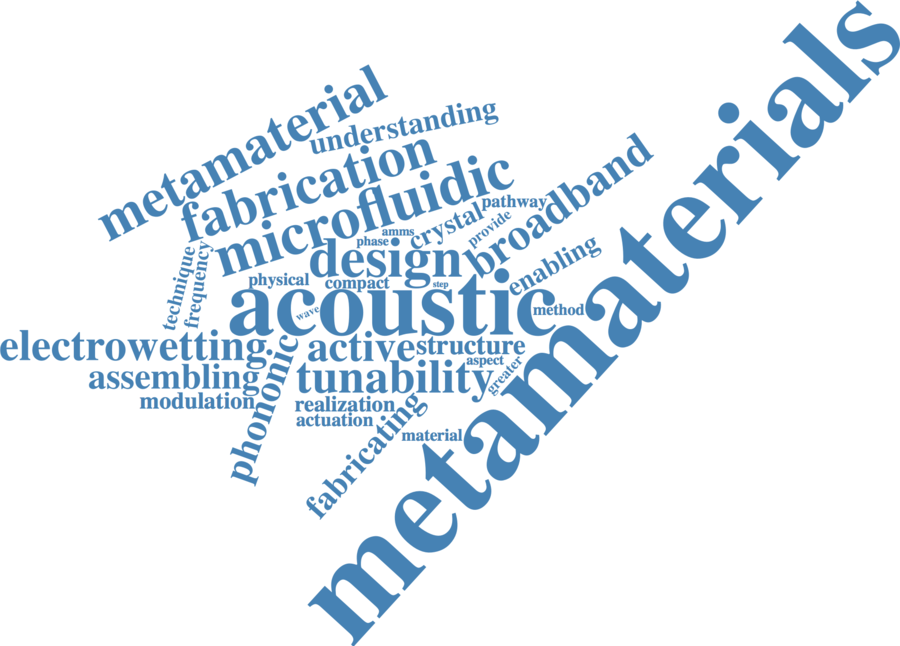 metamaterials
metamaterial
understanding
fabrication
microfluidic
broadband
pathway
crystal
provide
amms
phase
design
enabling
technique
frequency
physical
compact
step
acoustic
wave
method
electrowetting
active
structure
aspect
greater
assembling
phononic
tunability
modulation
realization
actuation
fabricating
material